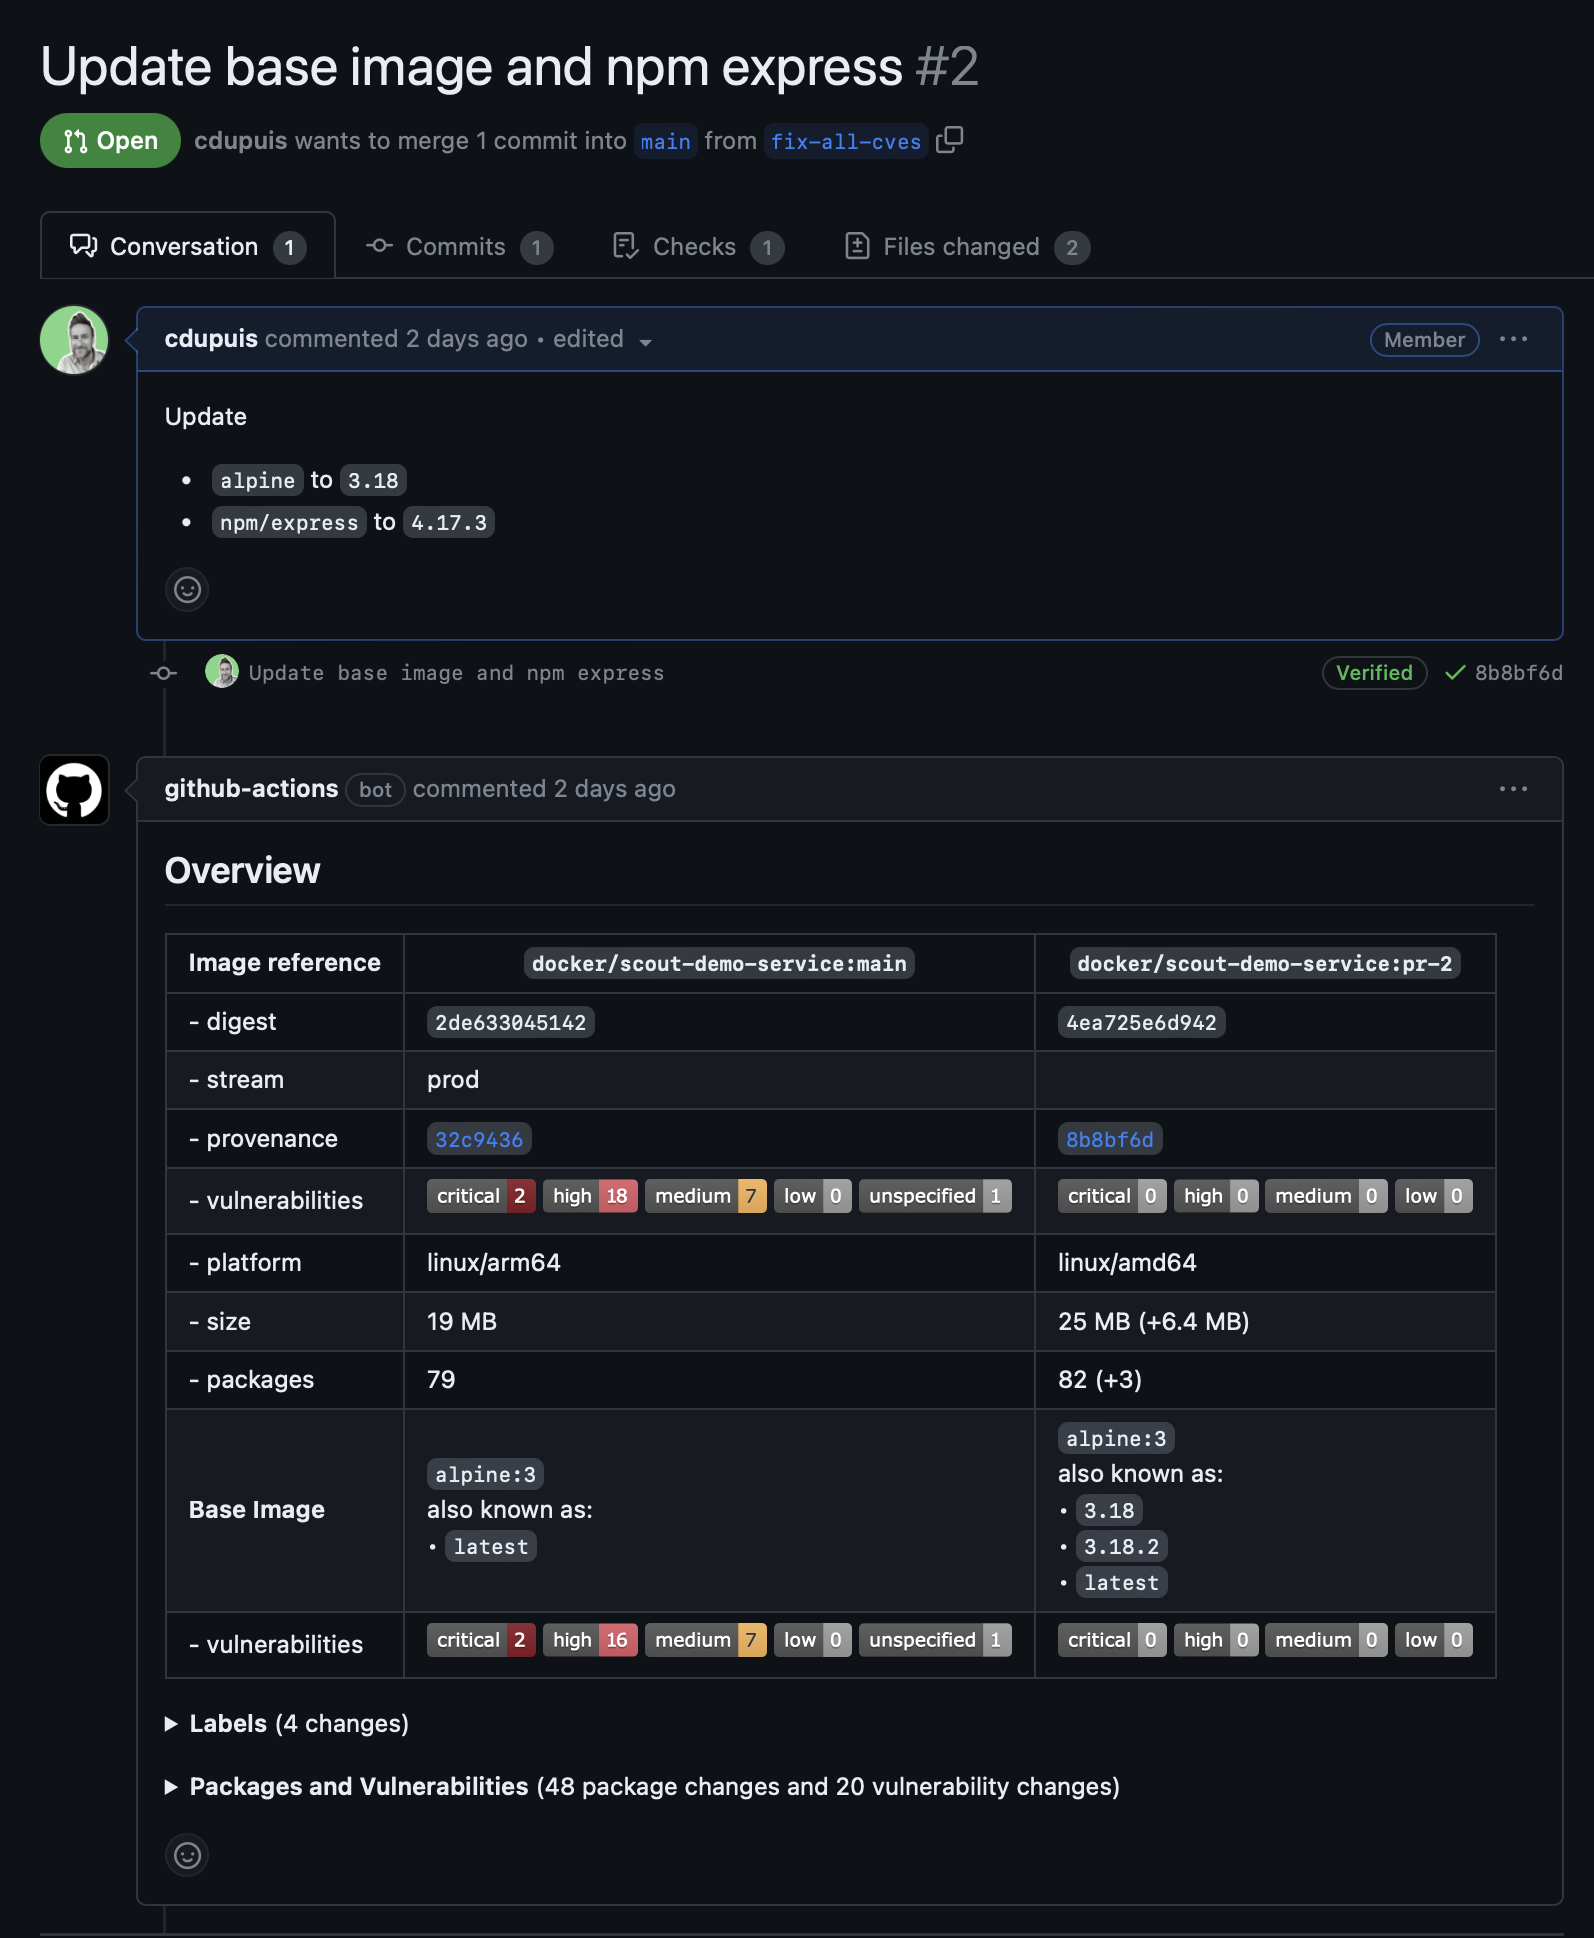 Update base image and npm express #2
Open cdupuis wants to merge 1 commit into main from fix-all-cves
Conversation 1 Commits 1 Checks 1 Files changed 2
cdupuis commented 2 days ago • edited Member
Update
• alpine to 3.18
• npm/express to 4.17.3
Update base image and npm express Verified 8b8bf6d
github-actions bot commented 2 days ago
Overview
Image reference docker/scout-demo-service:main docker/scout-demo-service:pr-2
- digest 2de633045142 4ea725e6d942
- stream prod
- provenance 32c9436 8b8bf6d
- vulnerabilities critical 2 high 18 medium 7 low 0 unspecified 1 critical 0 high 0 medium 0 low 0
- platform linux/arm64 linux/amd64
- size 19 MB 25 MB (+6.4 MB)
- packages 79 82 (+3)
Base Image
alpine:3
also known as:
• latest
alpine:3
also known as:
• 3.18
• 3.18.2
• latest
- vulnerabilities critical 2 high 16 medium 7 low 0 unspecified 1 critical 0 high 0 medium 0 low 0
Labels (4 changes)
Packages and Vulnerabilities (48 package changes and 20 vulnerability changes)